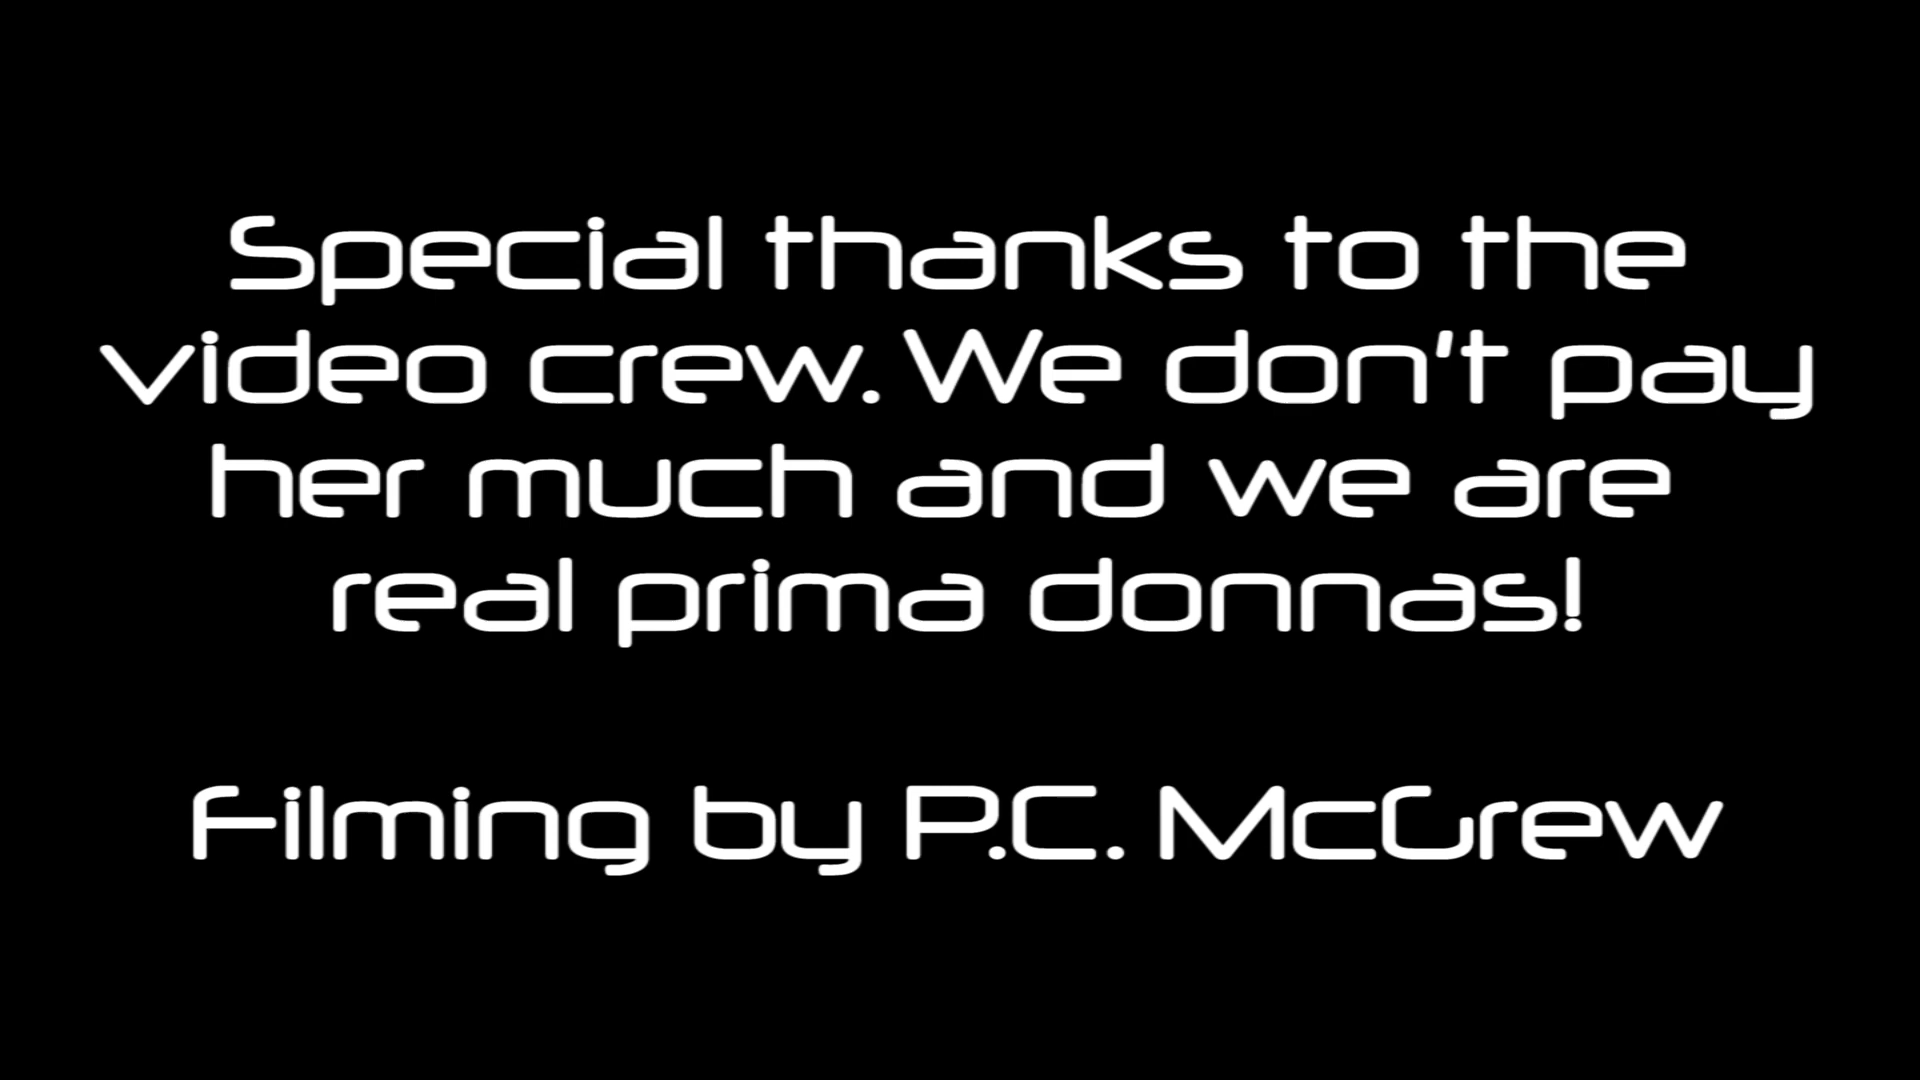 Special thanks to the
video crew. We don't pay
her much and we are
real prima donnas!
Filming by P.C. McGrew